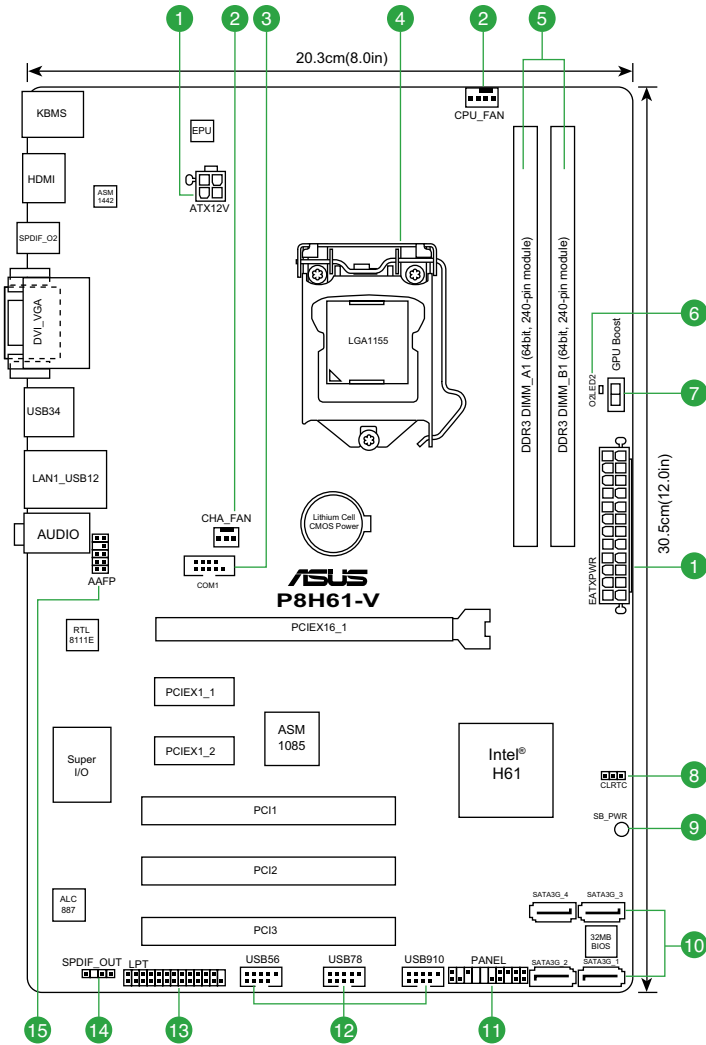 1 2 3 4 2 5
20.3cm(8.0in)
KBMS
CPU_FAN
EPU
HDMI
ASM
1442
1
ATX12V
SPDIF_O2
DVI_VGA
LGA1155
DDR3 DIMM_A1 (64bit, 240-pin module)
DDR3 DIMM_B1 (64bit, 240-pin module)
6
O2LED2
GPU Boost
7
USB34
LAN1_USB12
CHA_FAN
Lithium Cell
CMOS Power
AUDIO
AAFP
COM1
EATXPWR
30.5cm(12.0in)
1
ASUS
P8H61-V
RTL
8111E
PCIEX16_1
PCIEX1_1
ASM
1085
PCIEX1_2
Super
I/O
Intel®
H61
8
CLRTC
SB_PWR
9
PCI1
PCI2
ALC
887
PCI3
SATA3G_4
SATA3G_3
32MB
BIOS
10
SPDIF_OUT
LPT
USB56
USB78
USB910
PANEL
SATA3G_2
SATA3G_1
15 14 13 12 11